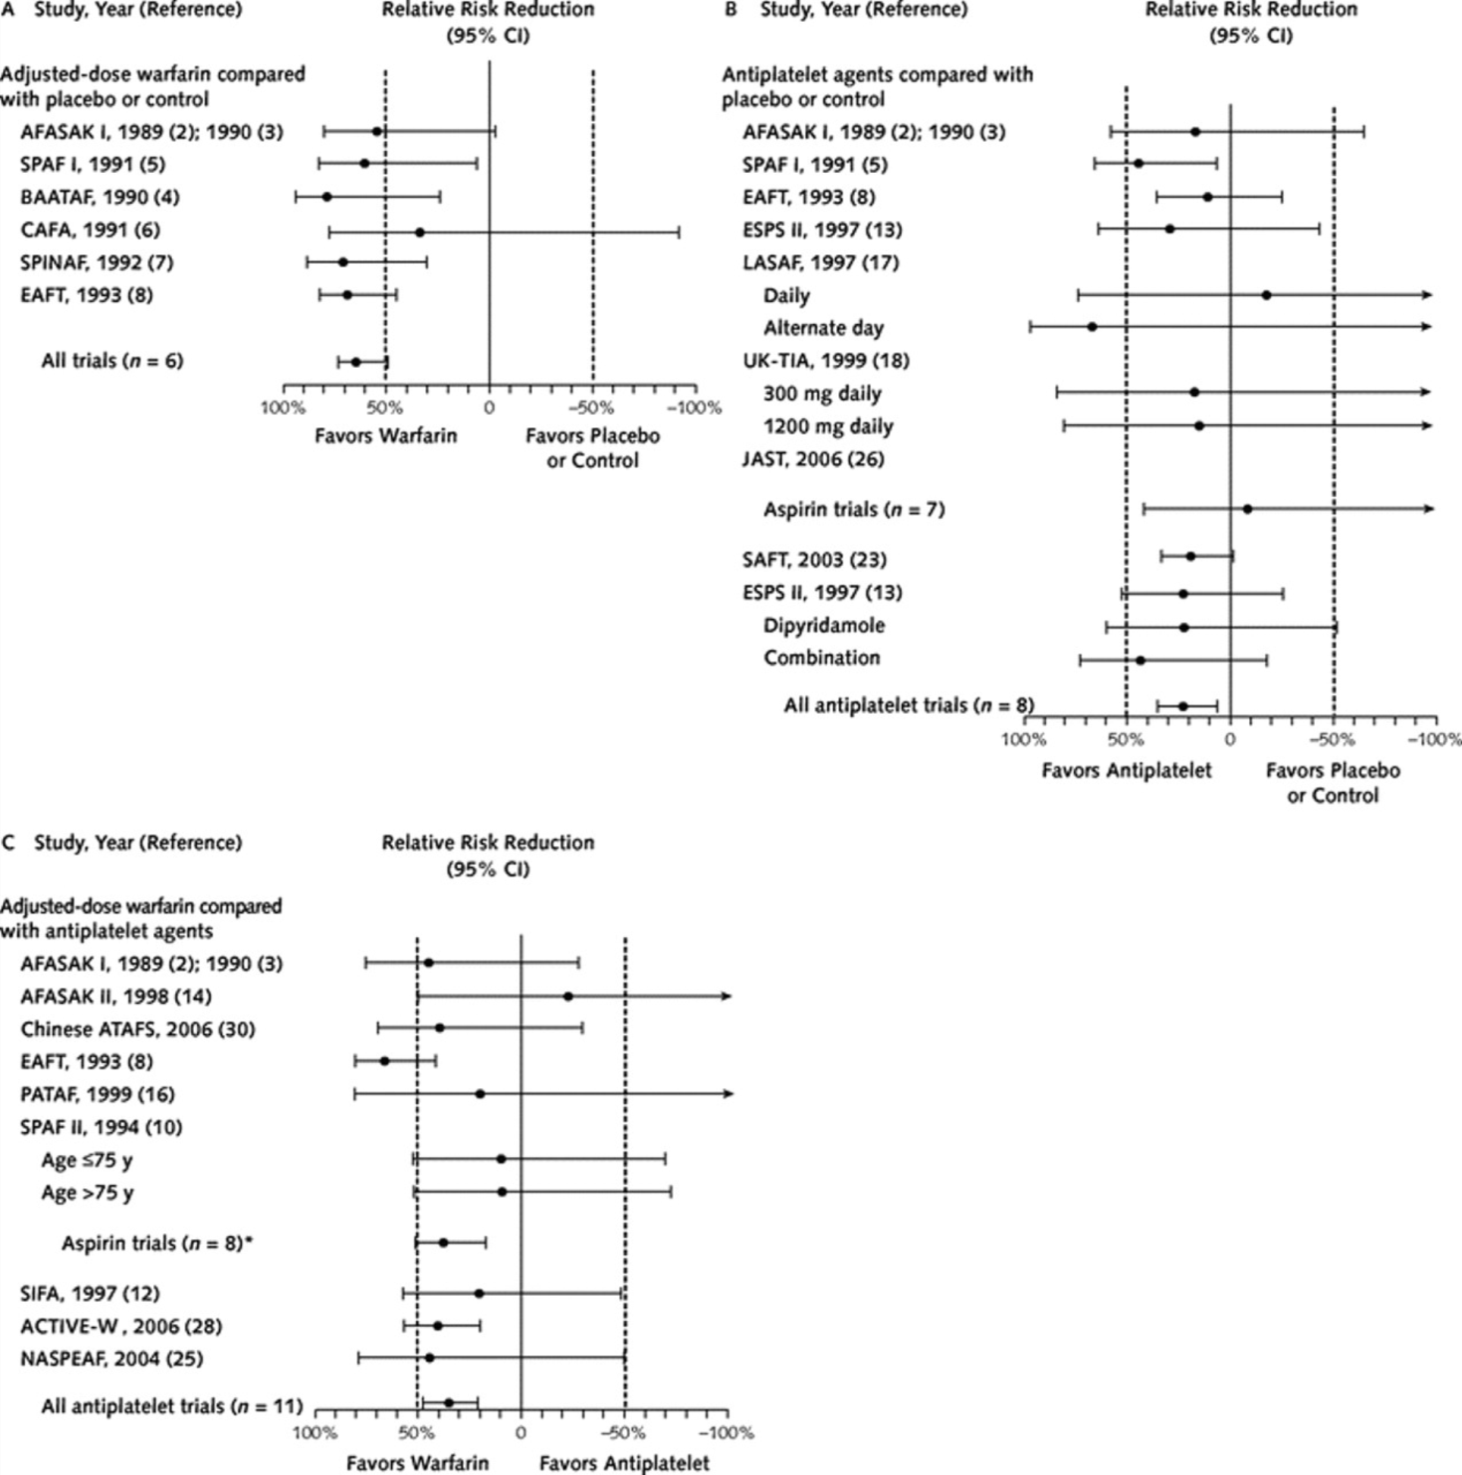 A Study, Year (Reference)
Relative Risk Reduction
(95% CI)
Adjusted-dose warfarin compared
with placebo or control
AFASAK I, 1989 (2); 1990 (3)
SPAF I, 1991 (5)
BAATAF, 1990 (4)
CAFA, 1991 (6)
SPINAF, 1992 (7)
EAFT, 1993 (8)
All trials (n = 6)
100% 50% 0 –50% –100%
Favors Warfarin
Favors Placebo
or Control
B Study, Year (Reference)
Relative Risk Reduction
(95% CI)
Antiplatelet agents compared with
placebo or control
AFASAK I, 1989 (2); 1990 (3)
SPAF I, 1991 (5)
EAFT, 1993 (8)
ESPS II, 1997 (13)
LASAF, 1997 (17)
Daily
Alternate day
UK-TIA, 1999 (18)
300 mg daily
1200 mg daily
JAST, 2006 (26)
Aspirin trials (n = 7)
SAFT, 2003 (23)
ESPS II, 1997 (13)
Dipyridamole
Combination
All antiplatelet trials (n = 8)
100% 50% 0 –50% –100%
Favors Antiplatelet
Favors Placebo
or Control
C Study, Year (Reference)
Relative Risk Reduction
(95% CI)
Adjusted-dose warfarin compared
with antiplatelet agents
AFASAK I, 1989 (2); 1990 (3)
AFASAK II, 1998 (14)
Chinese ATAFS, 2006 (30)
EAFT, 1993 (8)
PATAF, 1999 (16)
SPAF II, 1994 (10)
Age ≤75 y
Age >75 y
Aspirin trials (n = 8)*
SIFA, 1997 (12)
ACTIVE-W , 2006 (28)
NASPEAF, 2004 (25)
All antiplatelet trials (n = 11)
100% 50% 0 –50% –100%
Favors Warfarin
Favors Antiplatelet